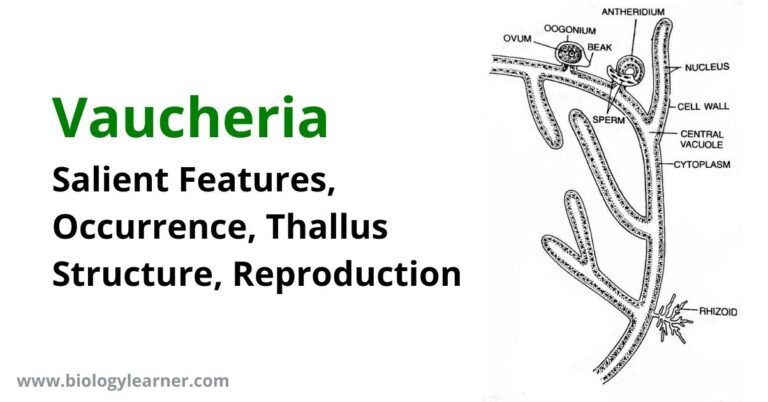 Vaucheria
Salient Features,
Occurrence, Thallus
Structure, Reproduction
www.biologylearner.com
ANTHERIDIUM
OOGONIUM
OVUM
BEAK
NUCLEUS
SPERM
CELL WALL
CENTRAL
VACUOLE
CYTOPLASM
RHIZOID